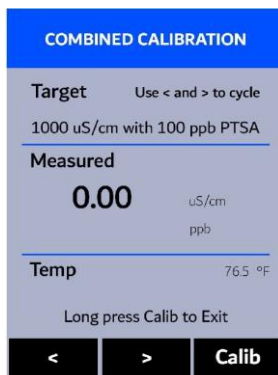 COMBINED CALIBRATION
Target Use < and > to cycle
1000 uS/cm with 100 ppb PTSA
Measured
0.00 uS/cm
ppb
Temp 76.5 °F
Long press Calib to Exit
< > Calib